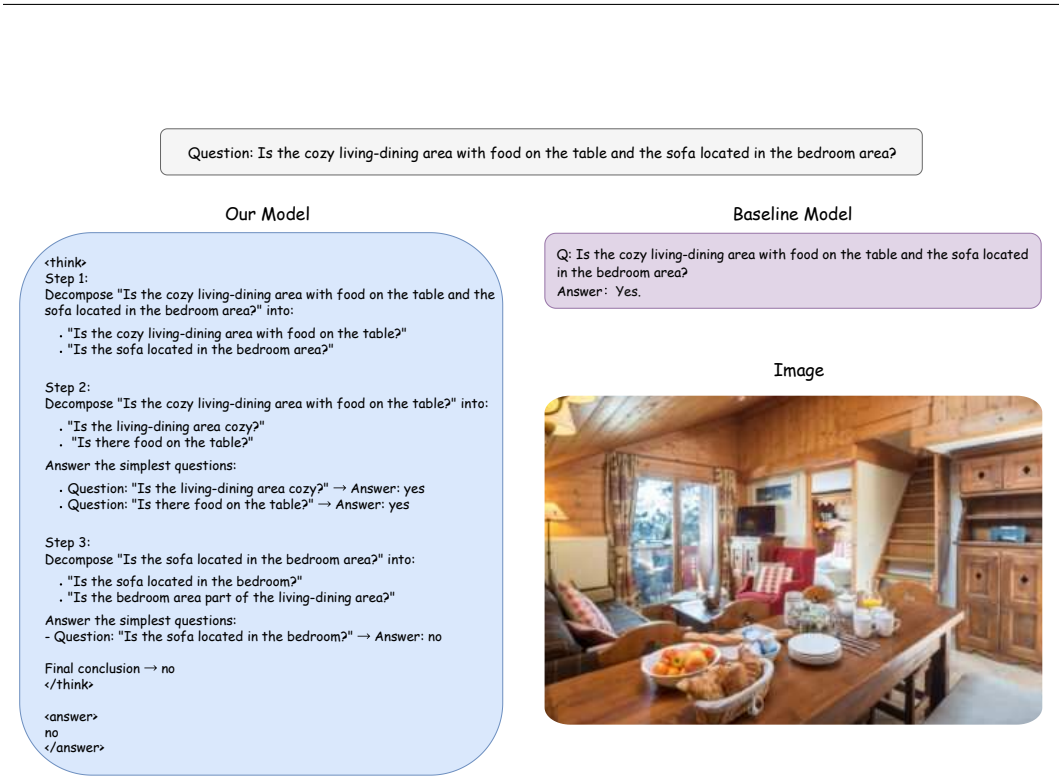 Question: Is the cozy living-dining area with food on the table and the sofa located in the bedroom area?
Our Model
<think>
Step 1:
Decompose "Is the cozy living-dining area with food on the table and the
sofa located in the bedroom area?" into:
. "Is the cozy living-dining area with food on the table?"
. "Is the sofa located in the bedroom area?"
Step 2:
Decompose "Is the cozy living-dining area with food on the table?" into:
. "Is the living-dining area cozy?"
. "Is there food on the table?"
Answer the simplest questions:
. Question: "Is the living-dining area cozy?" → Answer: yes
. Question: "Is there food on the table?" → Answer: yes
Step 3:
Decompose "Is the sofa located in the bedroom area?" into:
. "Is the sofa located in the bedroom?"
. "Is the bedroom area part of the living-dining area?"
Answer the simplest questions:
- Question: "Is the sofa located in the bedroom?" → Answer: no
Final conclusion → no
</think>
<answer>
no
</answer>
Baseline Model
Q: Is the cozy living-dining area with food on the table and the sofa located
in the bedroom area?
Answer: Yes.
Image